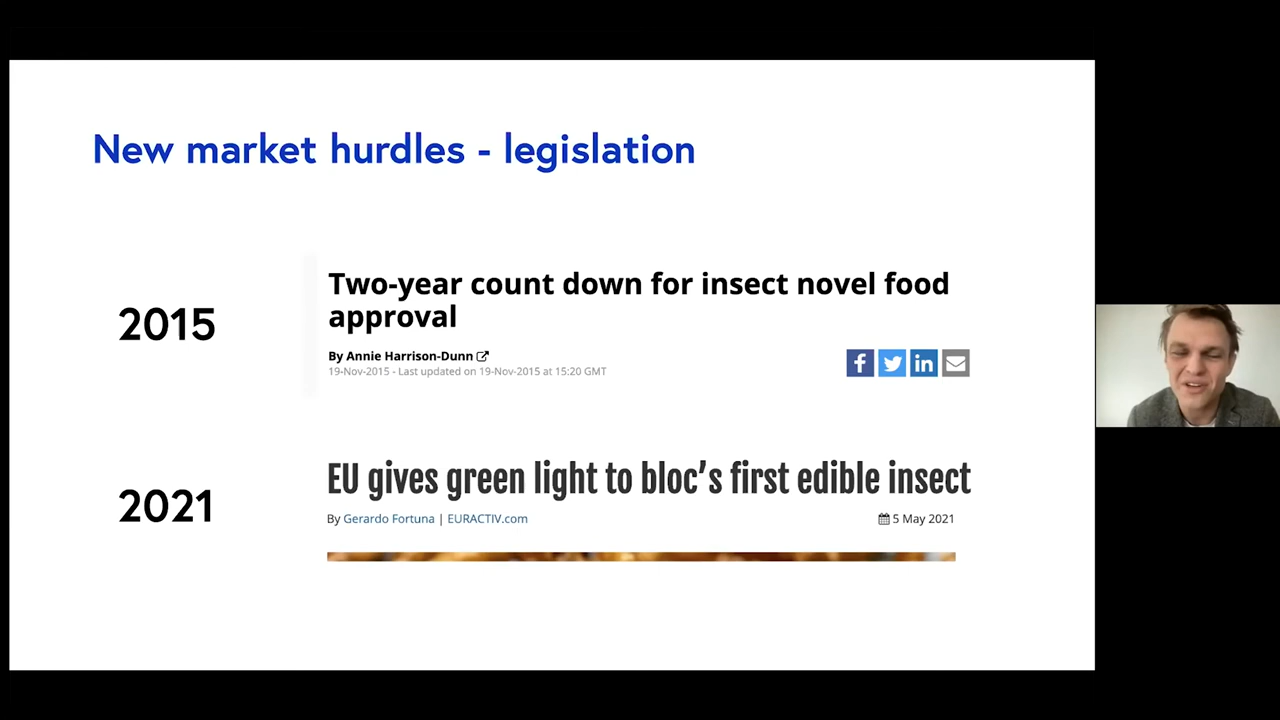 New market hurdles - legislation
2015
Two-year count down for insect novel food
approval
By Annie Harrison-Dunn
19-Nov-2015 - Last updated on 19-Nov-2015 at 15:20 GMT
2021
EU gives green light to bloc’s first edible insect
By Gerardo Fortuna | EURACTIV.com
5 May 2021